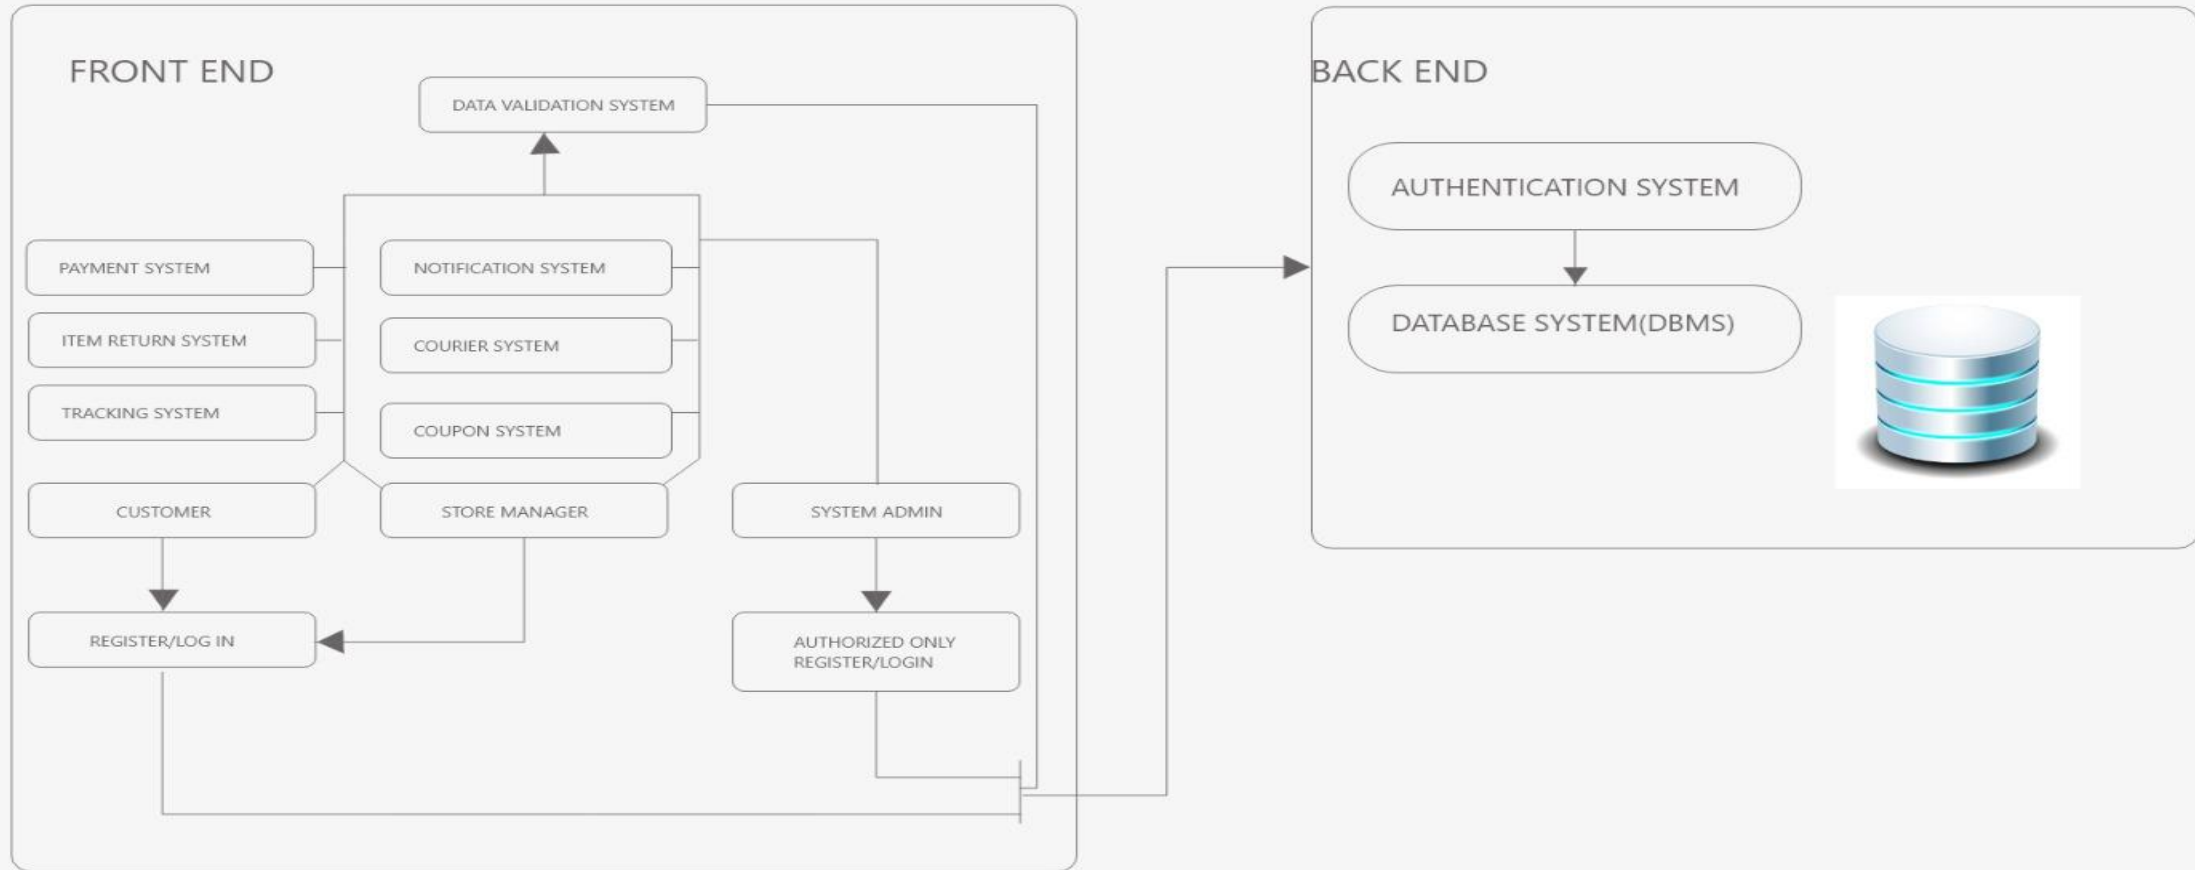 FRONT END
DATA VALIDATION SYSTEM
PAYMENT SYSTEM
NOTIFICATION SYSTEM
ITEM RETURN SYSTEM
COURIER SYSTEM
TRACKING SYSTEM
COUPON SYSTEM
CUSTOMER
STORE MANAGER
SYSTEM ADMIN
REGISTER/LOG IN
AUTHORIZED ONLY
REGISTER/LOGIN
BACK END
AUTHENTICATION SYSTEM
DATABASE SYSTEM(DBMS)